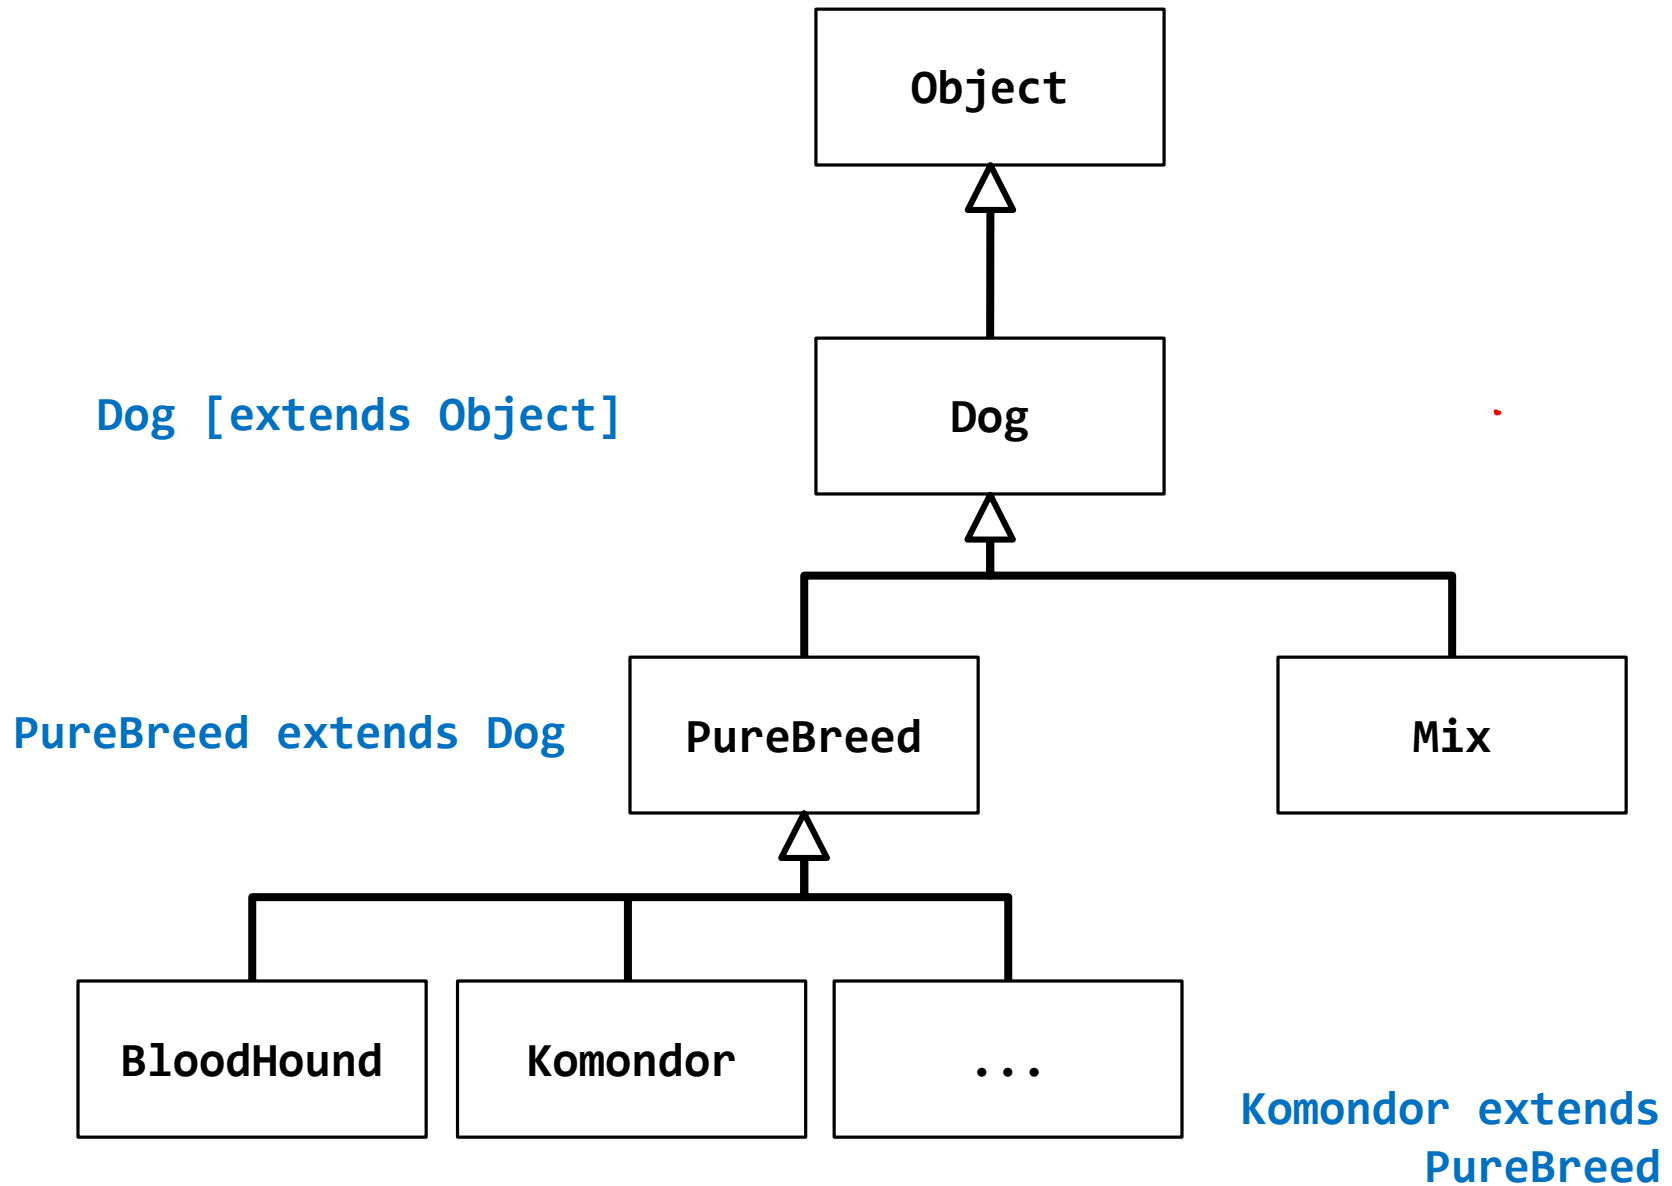 Object
Dog [extends Object]
Dog
PureBreed extends Dog
PureBreed
Mix
BloodHound
Komondor
...
Komondor extends
PureBreed